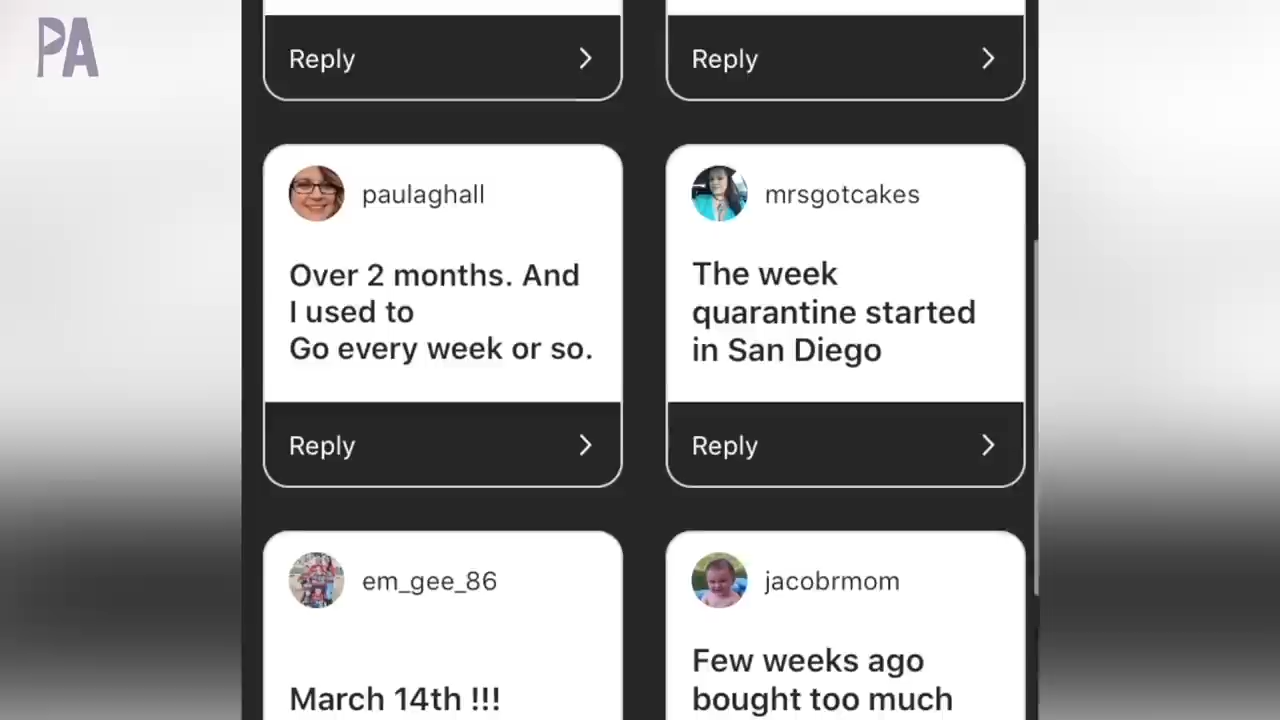 PA
Reply
Reply
paulaghall
Over 2 months. And
I used to
Go every week or so.
Reply
mrsgotcakes
The week
quarantine started
in San Diego
Reply
em_gee_86
March 14th !!!
jacobrmom
Few weeks ago
bought too much